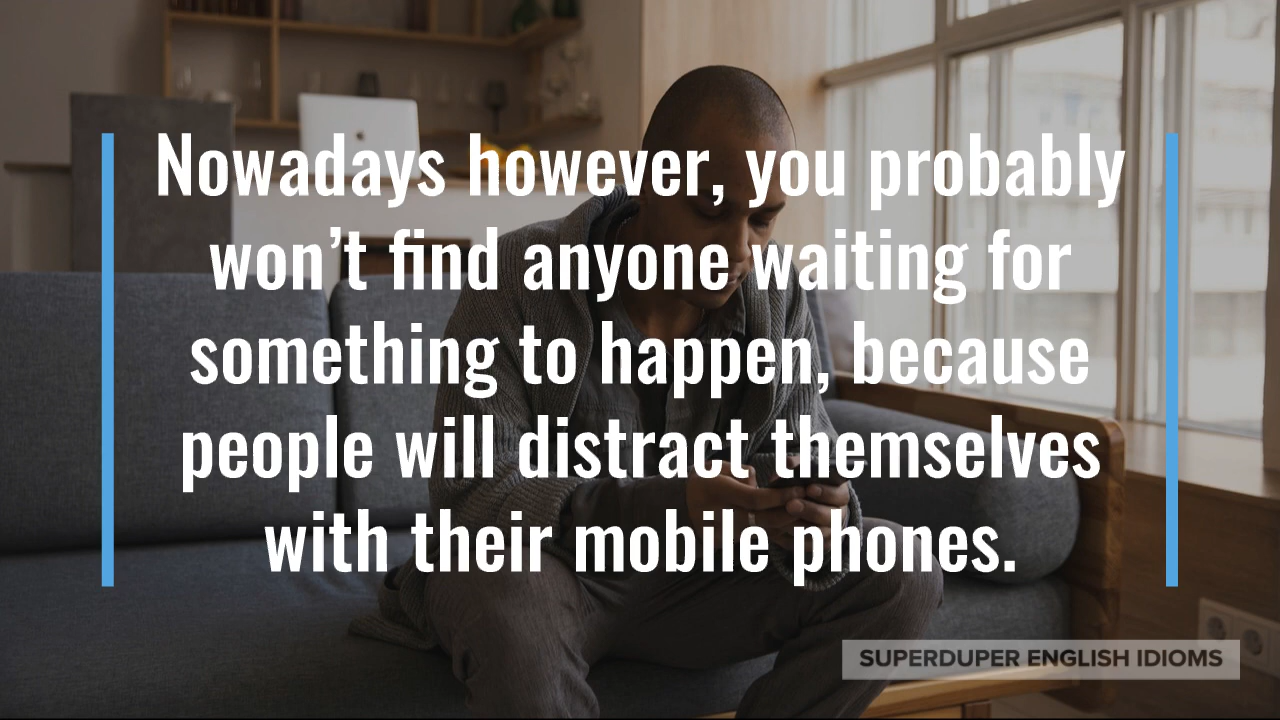 Nowadays however, you probably
won’t find anyone waiting for
something to happen, because
people will distract themselves
with their mobile phones.
SUPERDUPER ENGLISH IDIOMS